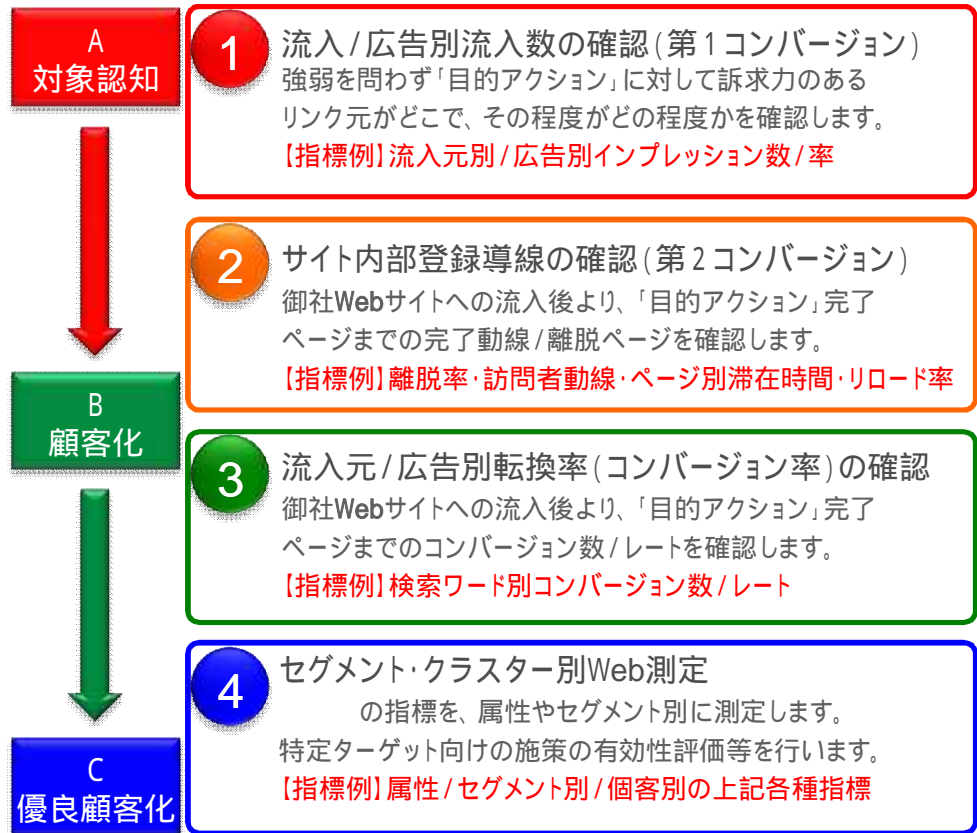 A
対象認知
1
流入/広告別流入数の確認(第1コンバージョン)
強弱を問わず「目的アクション」に対して訴求力のある
リンク元がどこで、その程度がどの程度かを確認します。
【指標例】流入元別/広告別インプレッション数/率
2
サイト内部登録導線の確認(第2コンバージョン)
御社Webサイトへの流入後より、「目的アクション」完了
ページまでの完了動線/離脱ページを確認します。
【指標例】離脱率･訪問者動線･ページ別滞在時間･リロード率
B
顧客化
3
流入元/広告別転換率(コンバージョン率)の確認
御社Webサイトへの流入後より、「目的アクション」完了
ページまでのコンバージョン数/レートを確認します。
【指標例】検索ワード別コンバージョン数/レート
4
セグメント･クラスター別Web測定
の指標を、属性やセグメント別に測定します。
特定ターゲット向けの施策の有効性評価等を行います。
【指標例】属性/セグメント別/個客別の上記各種指標
C
優良顧客化